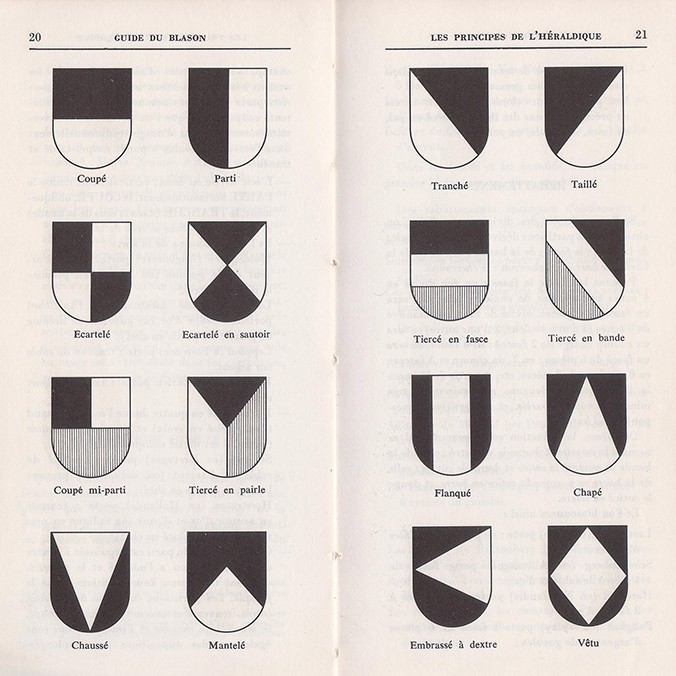 20
GUIDE DU BLASON
Coupé
Parti
Ecartelé
Ecartelé en sautoir
Coupé mi-parti
Tiercé en pairle
Chaussé
Mantelé
LES PRINCIPES DE L'HÉRALDIQUE
21
Tranché
Taillé
Tiercé en fasce
Tiercé en bande
Flanqué
Chapé
Embrassé à dextre
Vêtu